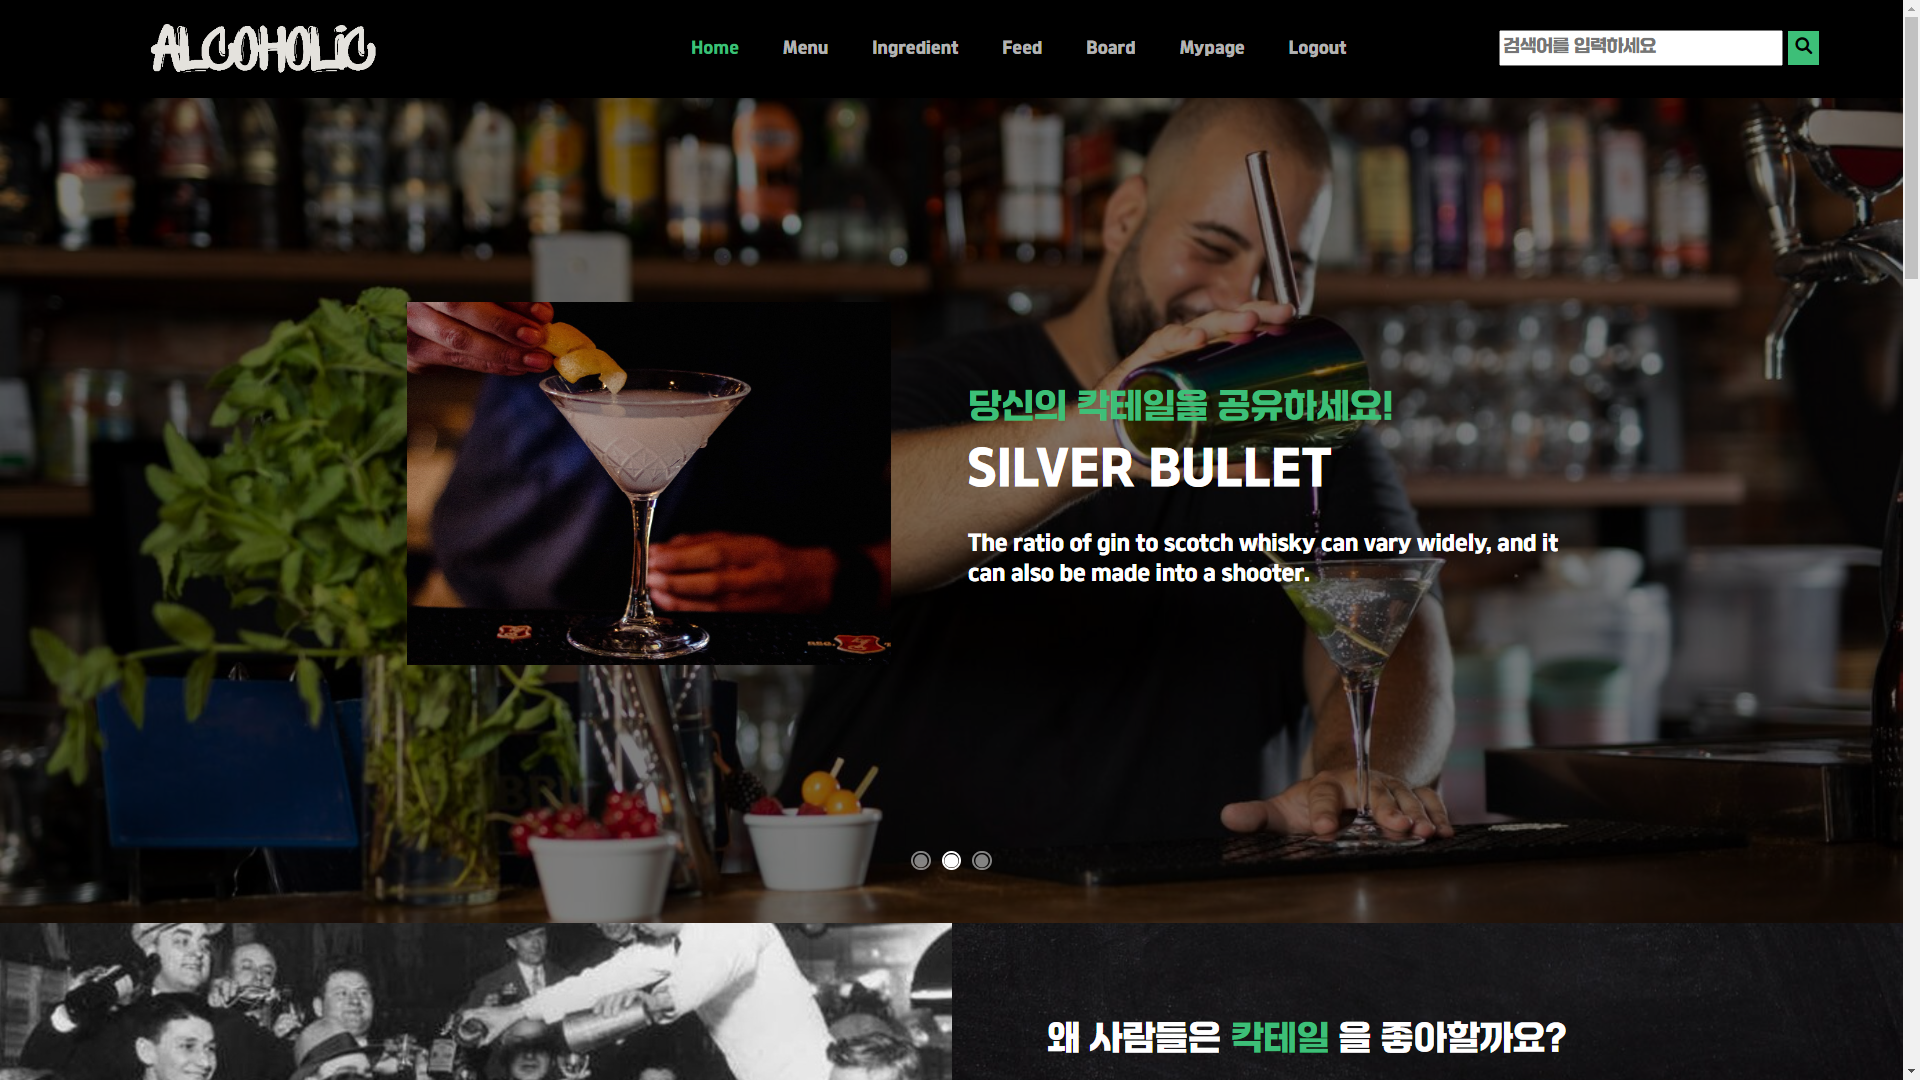 ALCOHOLiC
Home Menu Ingredient Feed Board Mypage Logout
검색어를 입력하세요
당신의 칵테일을 공유하세요!
SILVER BULLET
The ratio of gin to scotch whisky can vary widely, and it
can also be made into a shooter.
왜 사람들은 칵테일 을 좋아할까요?